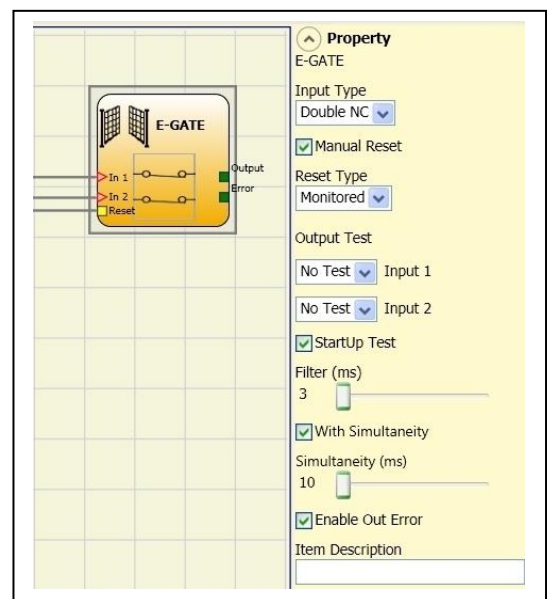 E-GATE
In 1
In 2
Reset
Output
Error
Property
E-GATE
Input Type
Double NC
Manual Reset
Reset Type
Monitored
Output Test
No Test Input 1
No Test Input 2
StartUp Test
Filter (ms)
3
With Simultaneity
Simultaneity (ms)
10
Enable Out Error
Item Description